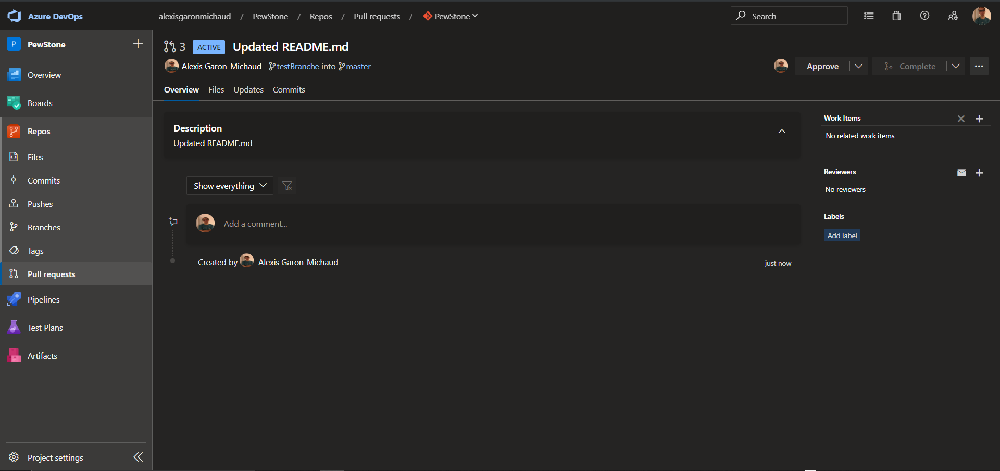 Azure DevOps
alexisgaronmichaud / PewStone / Repos / Pull requests / PewStone
Search
P PewStone
Overview
Boards
Repos
Files
Commits
Pushes
Branches
Tags
Pull requests
Pipelines
Test Plans
Artifacts
Project settings
3 ACTIVE Updated README.md
Alexis Garon-Michaud testBranche into master
Approve
Complete
Overview Files Updates Commits
Description
Updated README.md
Show everything
Add a comment...
Created by Alexis Garon-Michaud
just now
Work Items
No related work items
Reviewers
No reviewers
Labels
Add label